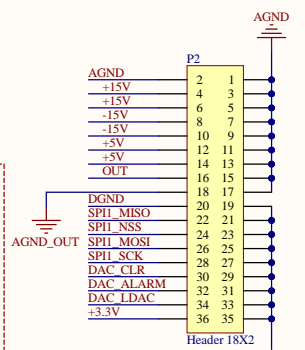 AGND
P2
AGND 2 1
+15V 4 3
+15V 6 5
-15V 8 7
-15V 10 9
+5V 12 11
+5V 14 13
OUT 16 15
18 17
DGND 20 19
SPI1_MISO 22 21
SPI1_NSS 24 23
AGND_OUT
SPI1_MOSI 26 25
SPI1_SCK 28 27
DAC_CLR 30 29
DAC_ALARM 32 31
DAC_LDAC 34 33
+3.3V 36 35
Header 18X2